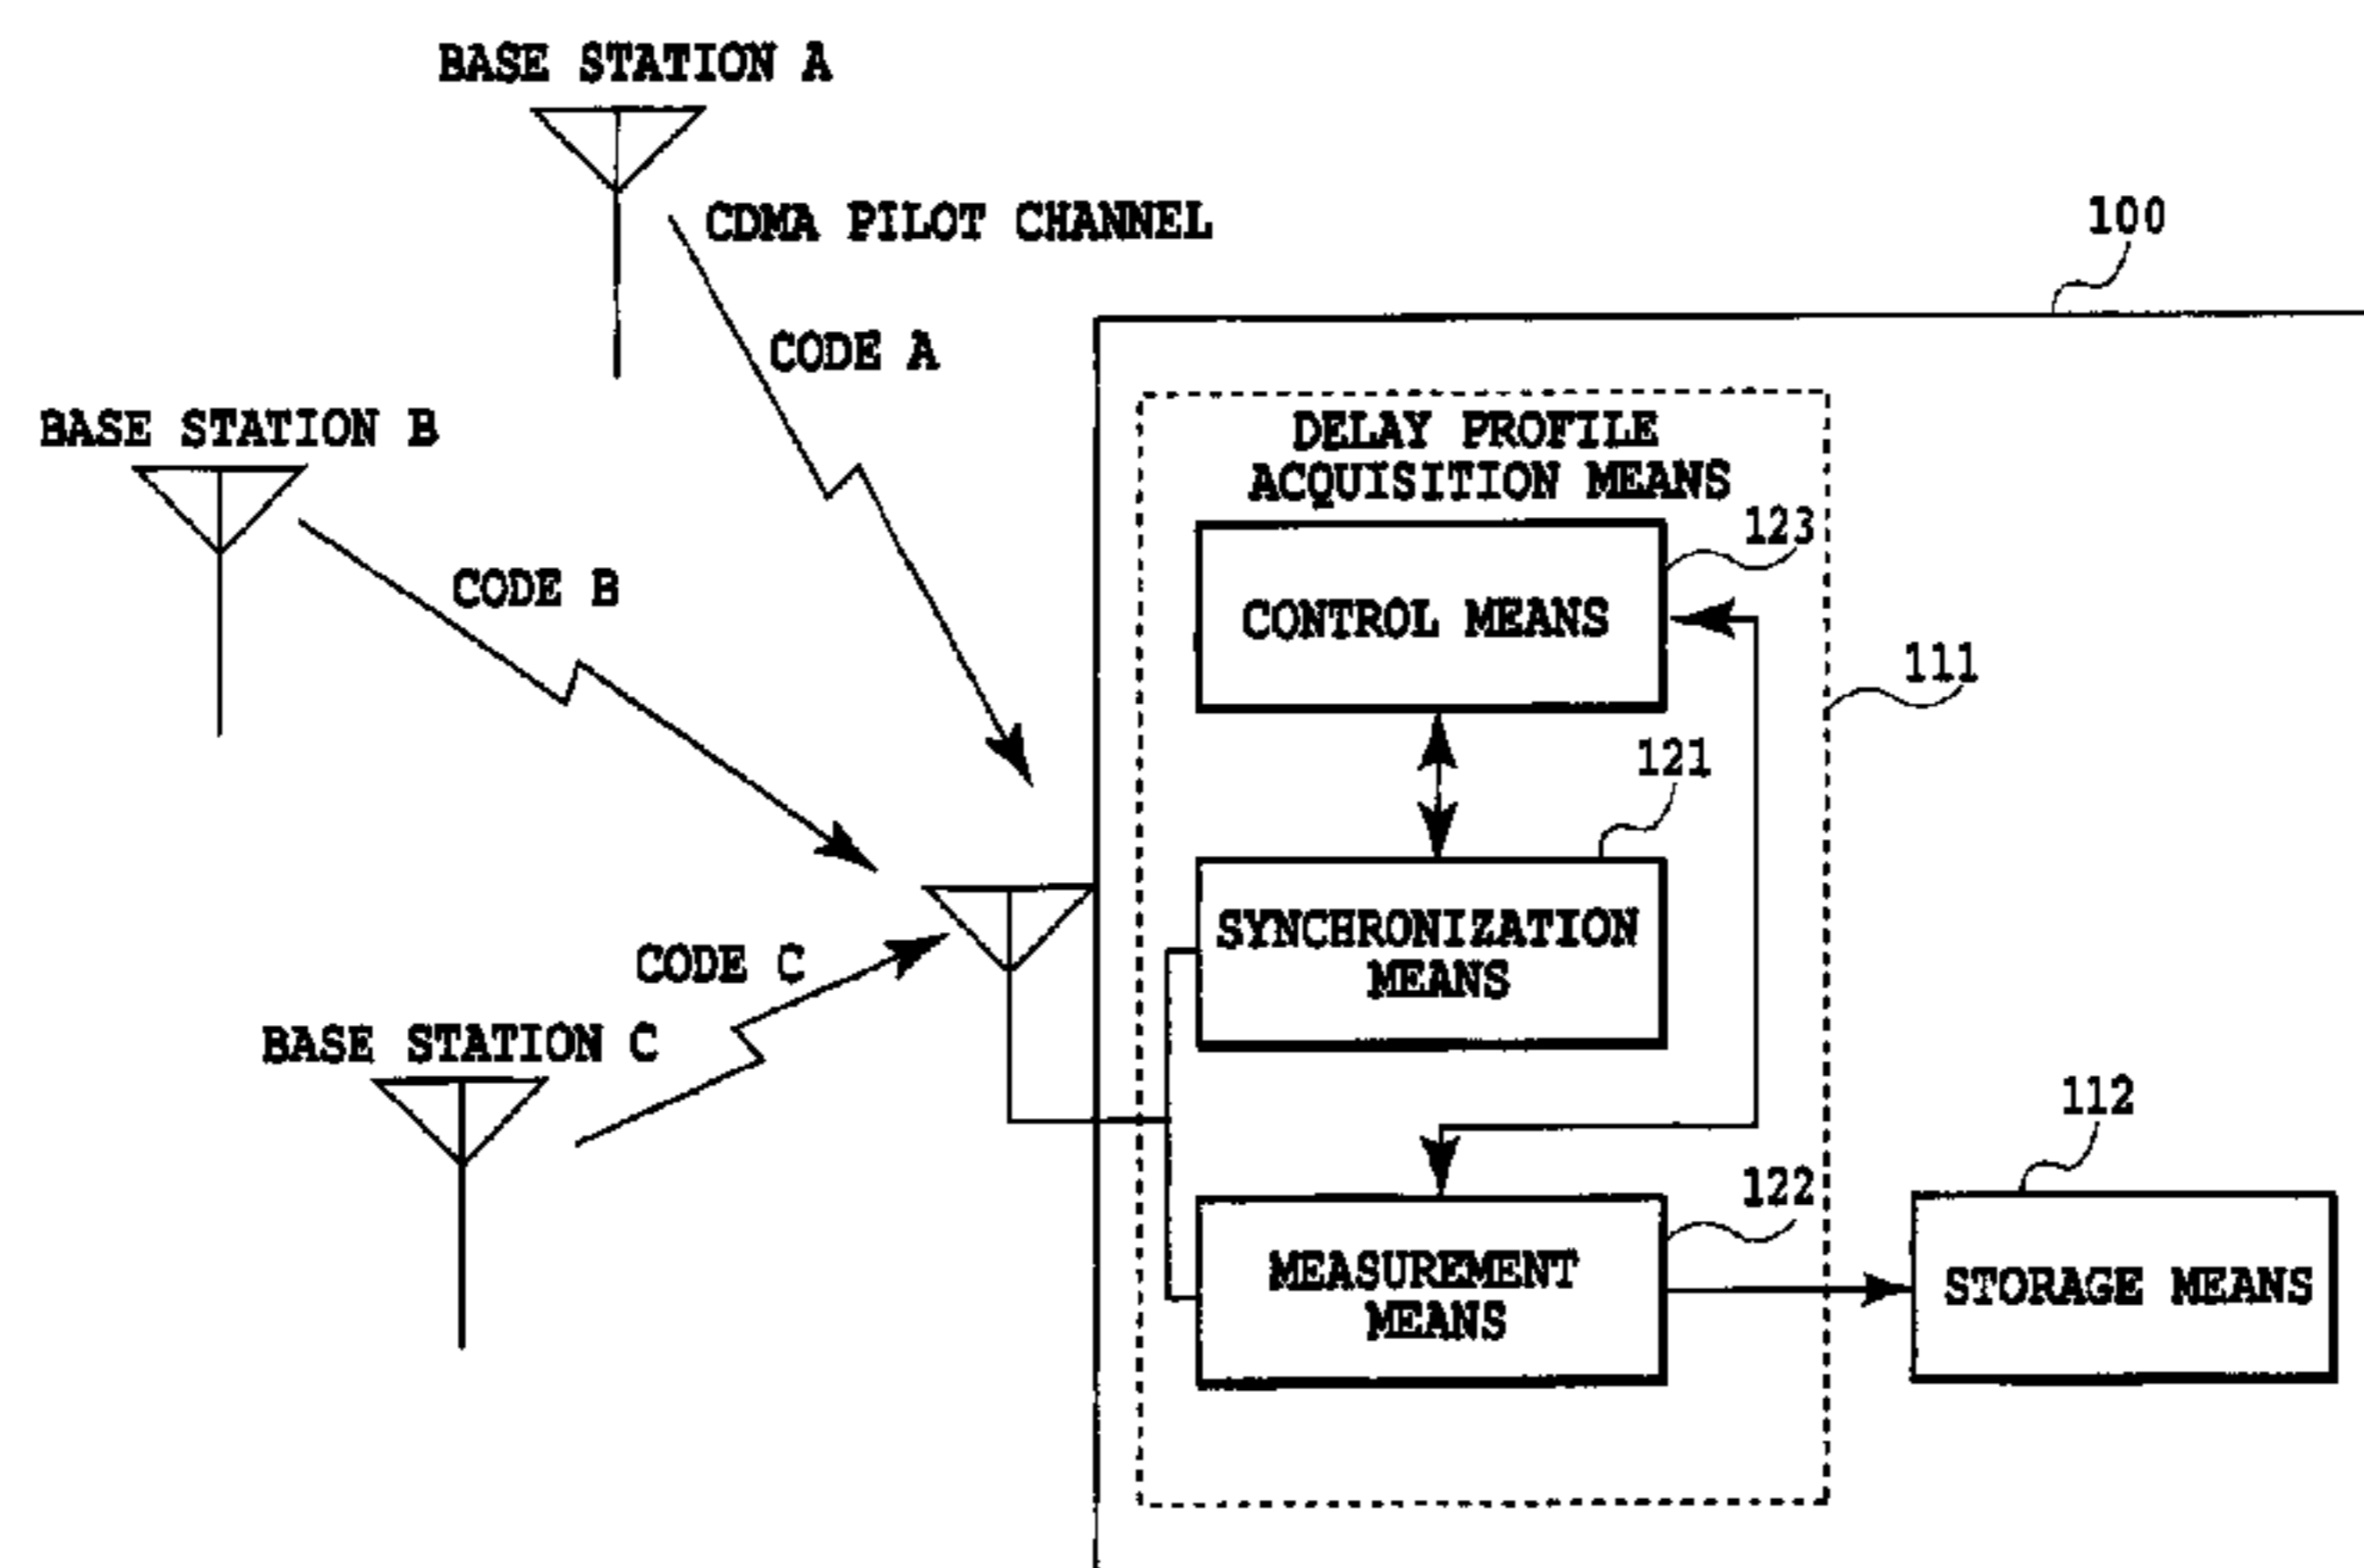 BASE STATION A
CDMA PILOT CHANNEL
100
CODE A
BASE STATION B
DELAY PROFILE
ACQUISITION MEANS
123
CODE B
CONTROL MEANS
111
121
SYNCHRONIZATION
MEANS
CODE C
BASE STATION C
112
122
MEASUREMENT
MEANS
STORAGE MEANS